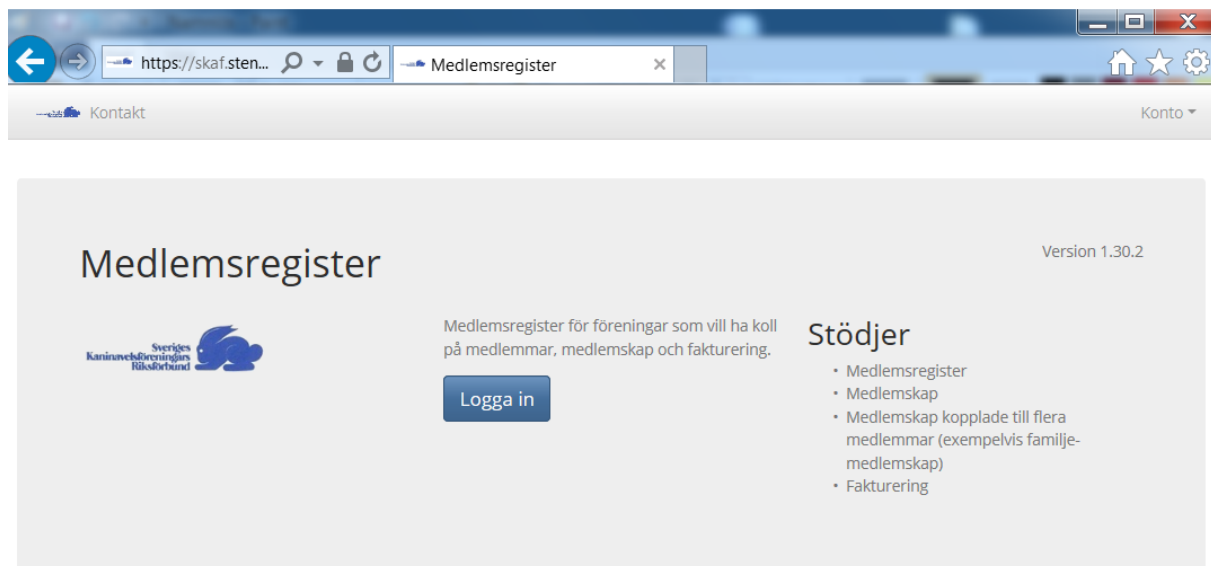 https://skaf.sten...
Medlemsregister
Kontakt
Konto
Medlemsregister
Version 1.30.2
Sveriges
Kaninavelsföreningars
Riksförbund
Medlemsregister för föreningar som vill ha koll
på medlemmar, medlemskap och fakturering.
Logga in
Stödjer
• Medlemsregister
• Medlemskap
• Medlemskap kopplade till flera
medlemmar (exempelvis familje-
medlemskap)
• Fakturering